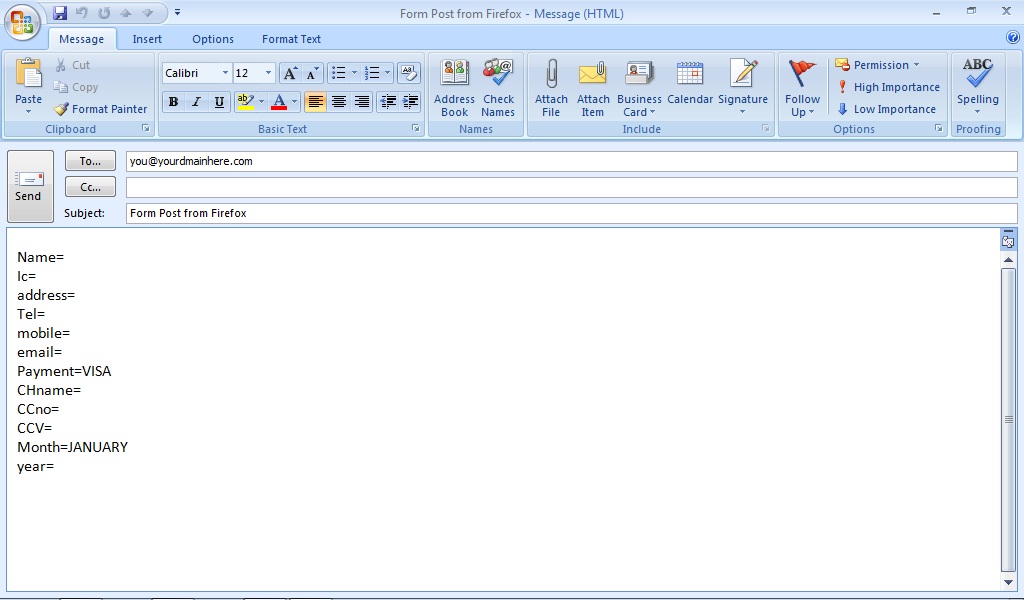 Form Post from Firefox - Message (HTML)
Message Insert Options Format Text
Paste
Cut
Copy
Format Painter
Clipboard
Calibri 12
B I U ab A
Basic Text
Address Book
Check Names
Names
Attach File
Attach Item
Business Card
Calendar
Signature
Include
Follow Up
Permission
High Importance
Low Importance
Options
ABC
Spelling
Proofing
Send
To... you@yourdmainhere.com
Cc...
Subject: Form Post from Firefox
Name=
Ic=
address=
Tel=
mobile=
email=
Payment=VISA
CHname=
CCno=
CCV=
Month=JANUARY
year=